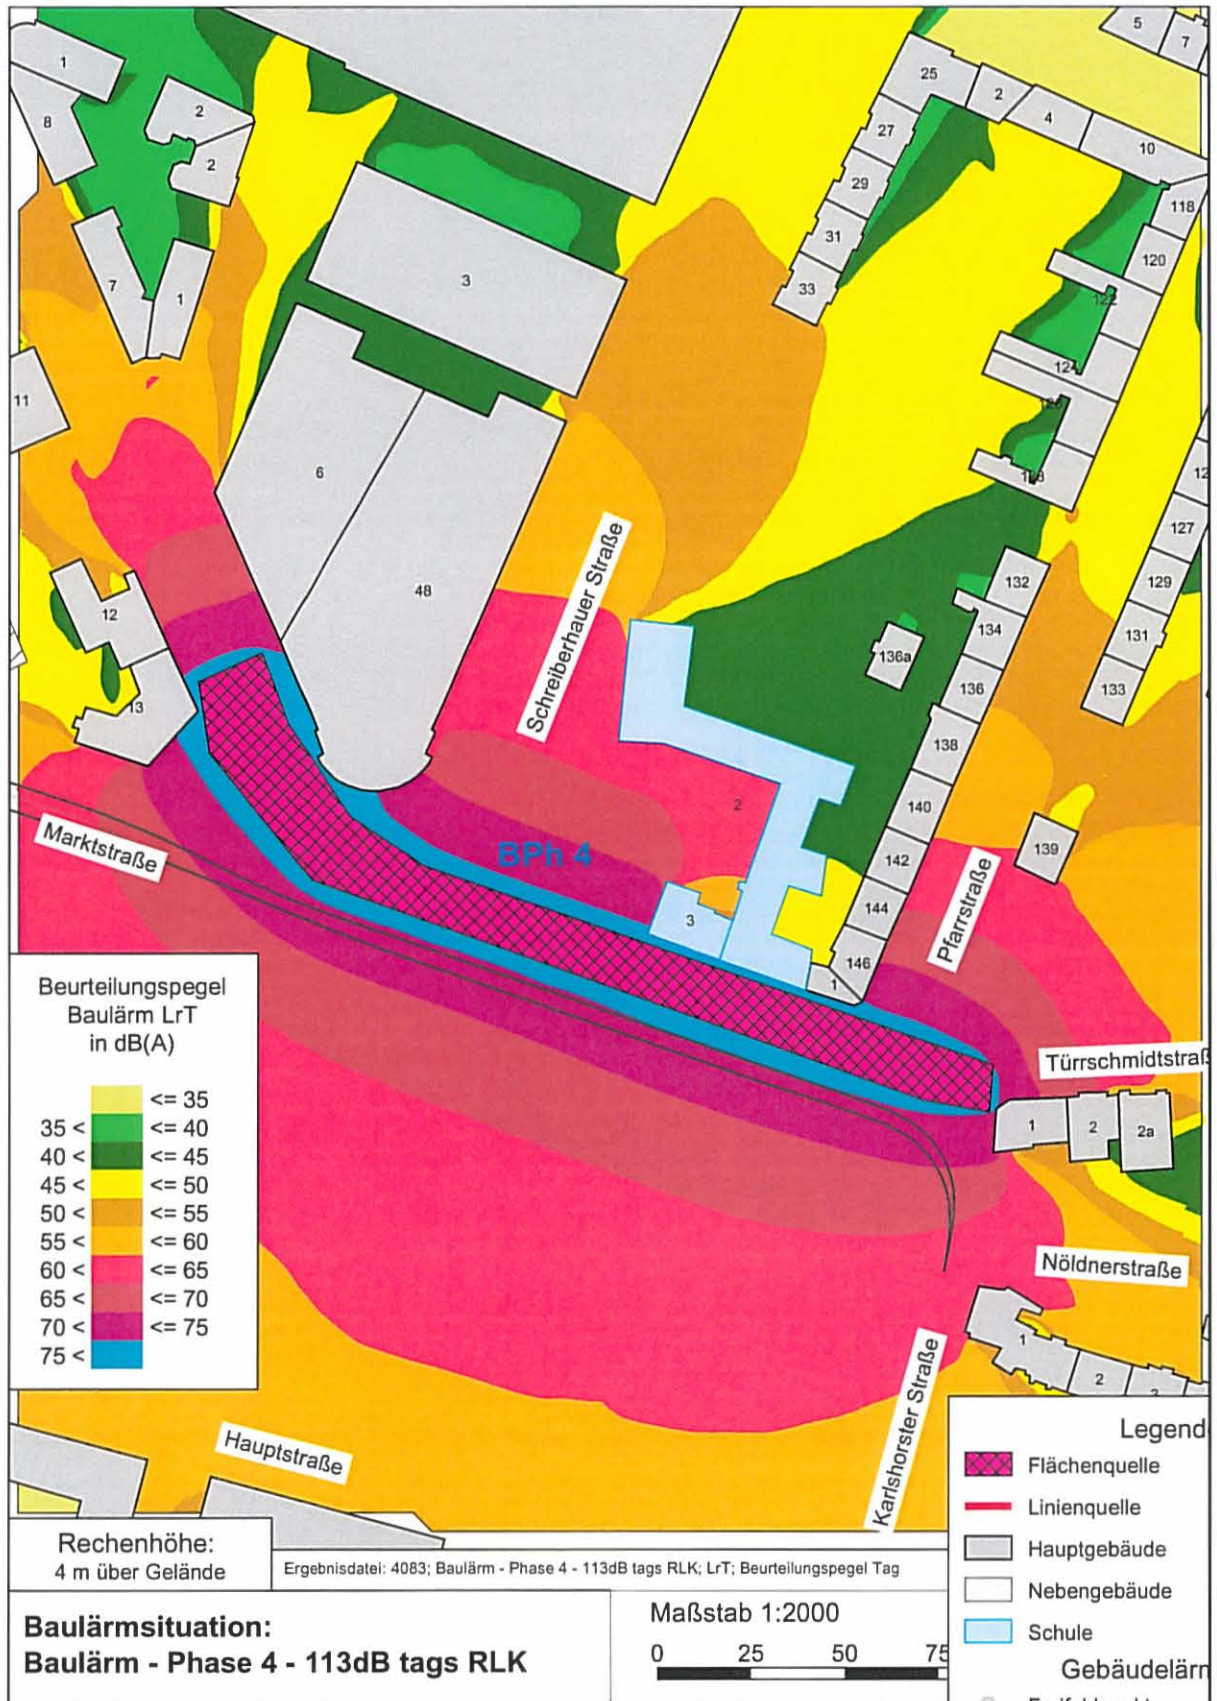 1
8
2
2
7
1
11
3
6
48
12
13
25
2
4
10
5
7
27
29
31
33
118
120
122
124
126
128
127
129
131
133
132
134
136
136a
138
140
142
144
146
1
139
2
3
Schreiberhauer Straße
BPh 4
Marktstraße
Pfarrstraße
Türrschmidtstraß
1
2
2a
Nöldnerstraße
1
2
Karlshorster Straße
Hauptstraße
Beurteilungspegel
Baulärm LrT
in dB(A)
<= 35
35 < <= 40
40 < <= 45
45 < <= 50
50 < <= 55
55 < <= 60
60 < <= 65
65 < <= 70
70 < <= 75
75 <
Legend
Flächenquelle
Linienquelle
Hauptgebäude
Nebengebäude
Schule
Gebäudelärm
Rechenhöhe:
4 m über Gelände
Ergebnisdatei: 4083; Baulärm - Phase 4 - 113dB tags RLK; LrT; Beurteilungspegel Tag
Baulärmsituation:
Baulärm - Phase 4 - 113dB tags RLK
Maßstab 1:2000
0 25 50 75